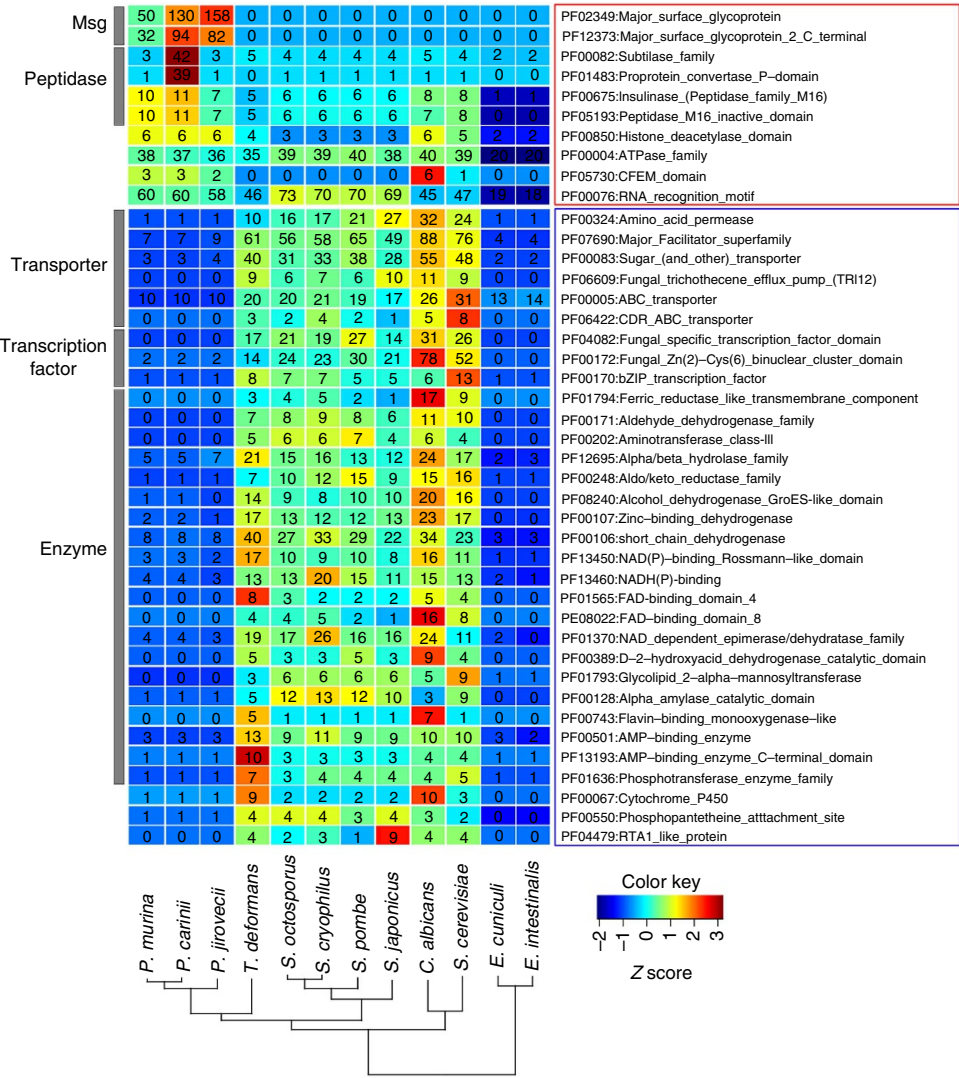 Msg
50 130 158 0 0 0 0 0 0 0 0 0 PF02349:Major_surface_glycoprotein
32 94 82 0 0 0 0 0 0 0 0 0 PF12373:Major_surface_glycoprotein_2_C_terminal
Peptidase
3 42 3 5 4 4 4 4 5 4 2 2 PF00082:Subtilase_family
1 39 1 0 1 1 1 1 1 1 0 0 PF01483:Proprotein_convertase_P–domain
10 11 7 5 6 6 6 6 8 8 1 1 PF00675:Insulinase_(Peptidase_family_M16)
10 11 7 5 6 6 6 6 7 8 0 0 PF05193:Peptidase_M16_inactive_domain
6 6 6 4 3 3 3 3 6 5 2 2 PF00850:Histone_deacetylase_domain
38 37 36 35 39 39 40 38 40 39 20 20 PF00004:ATPase_family
3 3 2 0 0 0 0 0 6 1 0 0 PF05730:CFEM_domain
60 60 58 46 73 70 70 69 45 47 19 18 PF00076:RNA_recognition_motif
Transporter
1 1 1 10 16 17 21 27 32 24 1 1 PF00324:Amino_acid_permease
7 7 9 61 56 58 65 49 88 76 4 4 PF07690:Major_Facilitator_superfamily
3 3 4 40 31 33 38 28 55 48 2 2 PF00083:Sugar_(and_other)_transporter
0 0 0 9 6 7 6 10 11 9 0 0 PF06609:Fungal_trichothecene_efflux_pump_(TRI12)
10 10 10 20 20 21 19 17 26 31 13 14 PF00005:ABC_transporter
0 0 0 3 2 4 2 1 5 8 0 0 PF06422:CDR_ABC_transporter
Transcription
factor
0 0 0 17 21 19 27 14 31 26 0 0 PF04082:Fungal_specific_transcription_factor_domain
2 2 2 14 24 23 30 21 78 52 0 0 PF00172:Fungal_Zn(2)–Cys(6)_binuclear_cluster_domain
1 1 1 8 7 7 5 5 6 13 1 1 PF00170:bZIP_transcription_factor
Enzyme
0 0 0 3 4 5 2 1 17 9 0 0 PF01794:Ferric_reductase_like_transmembrane_component
0 0 0 7 8 9 8 6 11 10 0 0 PF00171:Aldehyde_dehydrogenase_family
0 0 0 5 6 6 7 4 6 4 0 0 PF00202:Aminotransferase_class-III
5 5 7 21 15 16 13 12 24 17 2 3 PF12695:Alpha/beta_hydrolase_family
1 1 1 7 10 12 15 9 15 16 1 1 PF00248:Aldo/keto_reductase_family
1 1 0 14 9 8 10 10 20 16 0 0 PF08240:Alcohol_dehydrogenase_GroES-like_domain
2 2 1 17 13 12 12 13 23 17 0 0 PF00107:Zinc–binding_dehydrogenase
8 8 8 40 27 33 29 22 34 23 3 3 PF00106:short_chain_dehydrogenase
3 3 2 17 10 9 10 8 16 11 1 1 PF13450:NAD(P)–binding_Rossmann–like_domain
4 4 3 13 13 20 15 11 15 13 2 1 PF13460:NADH(P)-binding
0 0 0 8 3 2 2 2 5 4 0 0 PF01565:FAD-binding_domain_4
0 0 0 4 4 5 2 1 16 8 0 0 PE08022:FAD–binding_domain_8
4 4 3 19 17 26 16 16 24 11 2 0 PF01370:NAD_dependent_epimerase/dehydratase_family
0 0 0 5 3 3 5 3 9 4 0 0 PF00389:D–2–hydroxyacid_dehydrogenase_catalytic_domain
0 0 0 3 6 6 6 6 5 9 1 1 PF01793:Glycolipid_2–alpha–mannosyltransferase
1 1 1 5 12 13 12 10 3 9 0 0 PF00128:Alpha_amylase_catalytic_domain
0 0 0 5 1 1 1 1 7 1 0 0 PF00743:Flavin–binding_monooxygenase–like
3 3 3 13 9 11 9 9 10 10 3 2 PF00501:AMP–binding_enzyme
1 1 1 10 3 3 3 3 4 4 1 1 PF13193:AMP–binding_enzyme_C–terminal_domain
1 1 1 7 3 4 4 4 4 5 1 1 PF01636:Phosphotransferase_enzyme_family
1 1 1 9 2 2 2 2 10 3 0 0 PF00067:Cytochrome_P450
1 1 1 4 4 4 3 4 3 2 0 0 PF00550:Phosphopantetheine_atttachment_site
0 0 0 4 2 3 1 9 4 4 0 0 PF04479:RTA1_like_protein
P. murina
P. carinii
P. jirovecii
T. deformans
S. octosporus
S. cryophilus
S. pombe
S. japonicus
C. albicans
S. cerevisiae
E. cuniculi
E. intestinalis
Color key
–2 –1 0 1 2 3
Z score